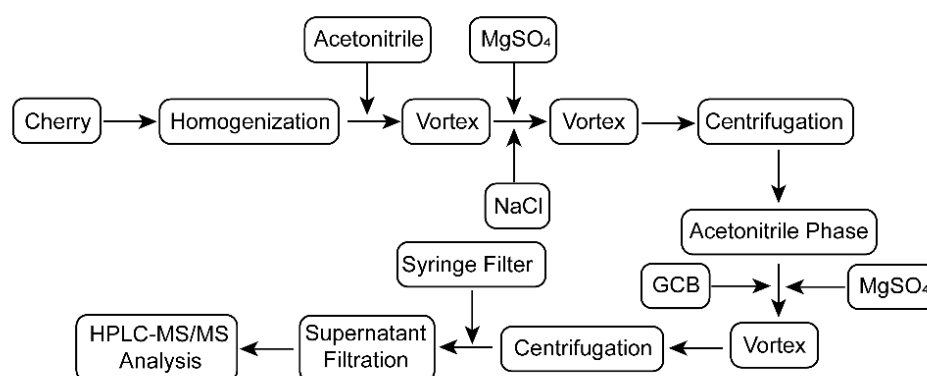 Acetonitrile
MgSO₄
Cherry
Homogenization
Vortex
Vortex
Centrifugation
NaCl
Acetonitrile Phase
Syringe Filter
GCB
MgSO₄
HPLC-MS/MS
Analysis
Supernatant
Filtration
Centrifugation
Vortex